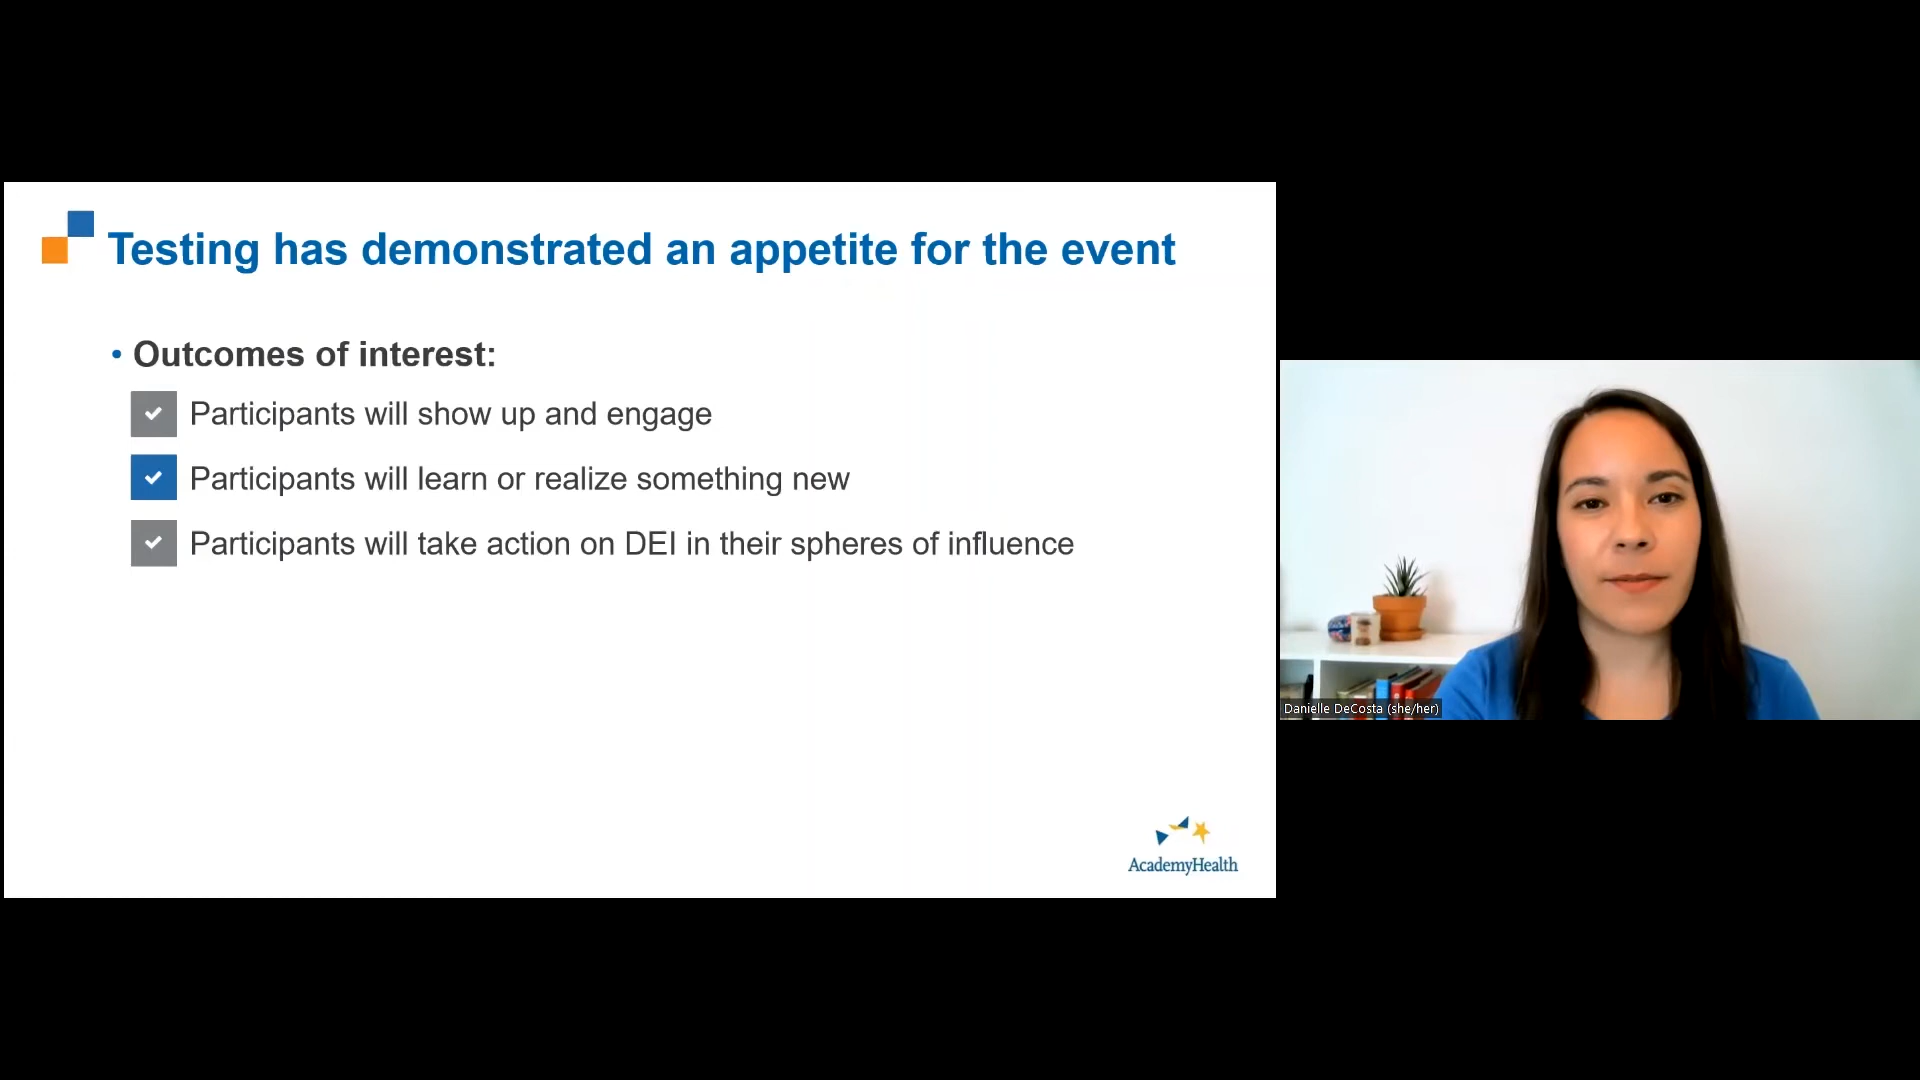 Testing has demonstrated an appetite for the event
• Outcomes of interest:
Participants will show up and engage
Participants will learn or realize something new
Participants will take action on DEI in their spheres of influence
AcademyHealth
Danielle DeCosta (she/her)